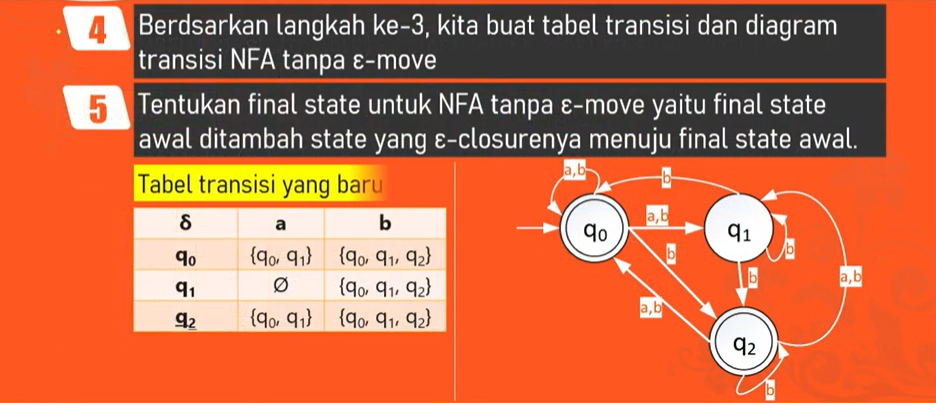 4
Berdsarkan langkah ke-3, kita buat tabel transisi dan diagram
transisi NFA tanpa ε-move
5
Tentukan final state untuk NFA tanpa ε-move yaitu final state
awal ditambah state yang ε-closurenya menuju final state awal.
Tabel transisi yang baru
δ a b
q₀ {q₀, q₁} {q₀, q₁, q₂}
q₁ ∅ {q₀, q₁, q₂}
q₂ {q₀, q₁} {q₀, q₁, q₂}
a,b
b
q₀
a,b
q₁
b
b
b
a,b
a,b
q₂
b